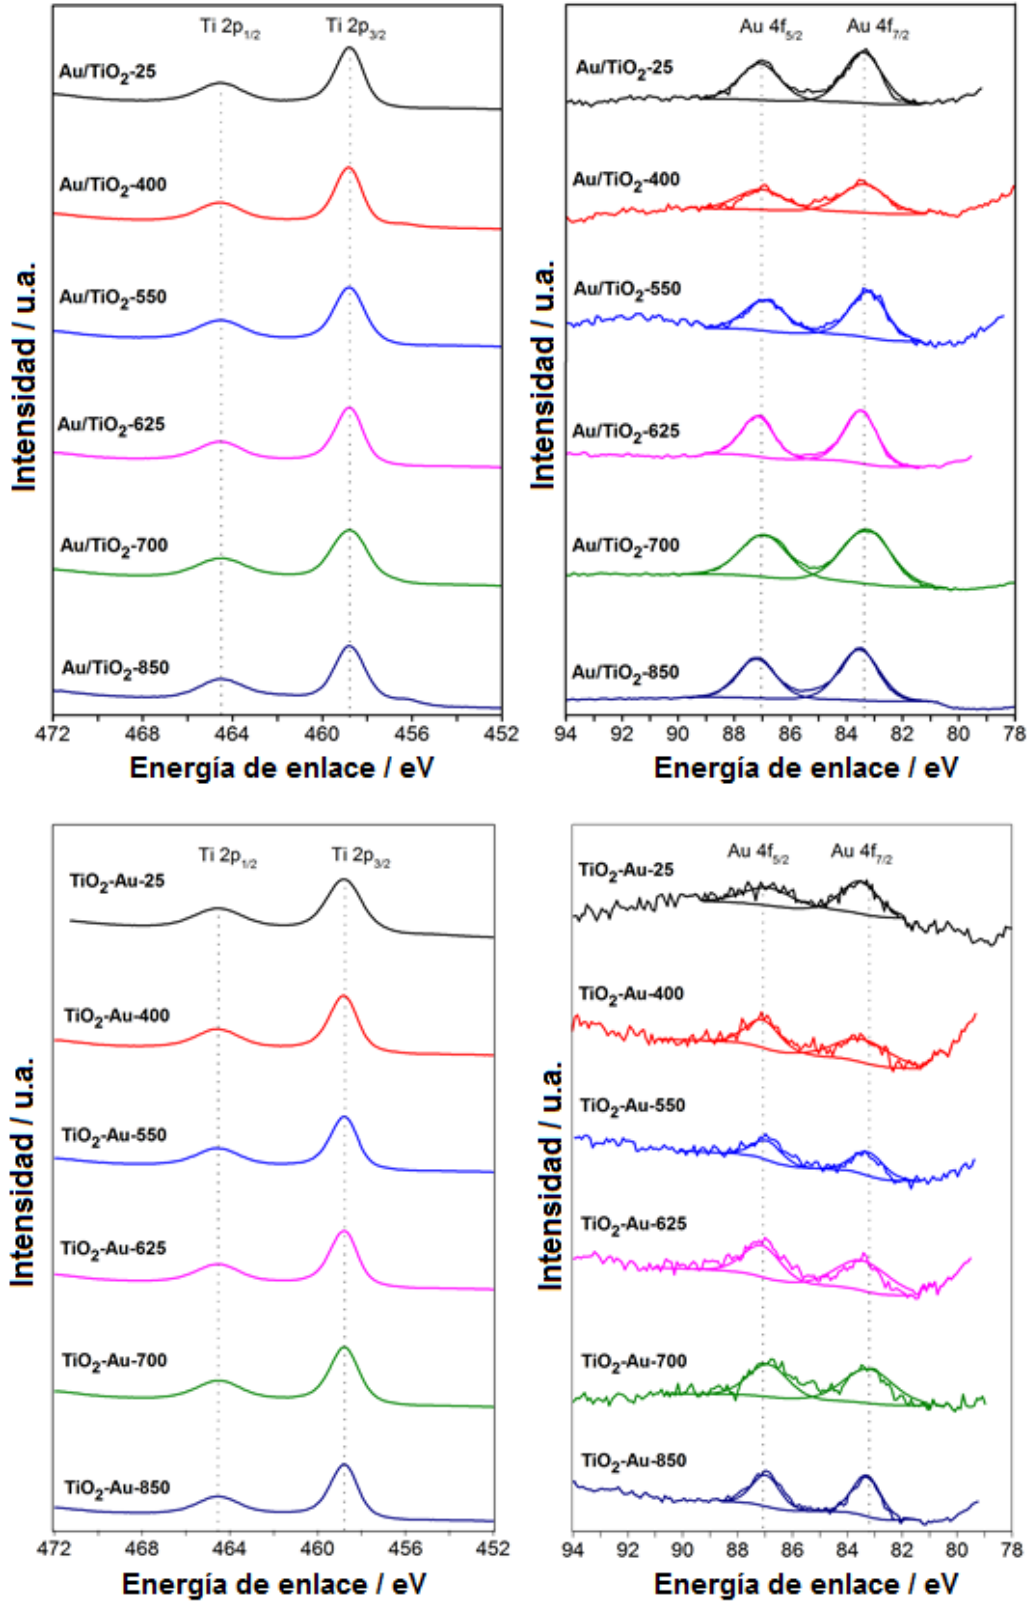 Ti 2p1/2 Ti 2p3/2
Au/TiO2-25
Au/TiO2-400
Au/TiO2-550
Au/TiO2-625
Au/TiO2-700
Au/TiO2-850
Intensidad / u.a.
472 468 464 460 456 452
Energía de enlace / eV
Au 4f5/2 Au 4f7/2
Au/TiO2-25
Au/TiO2-400
Au/TiO2-550
Au/TiO2-625
Au/TiO2-700
Au/TiO2-850
Intensidad / u.a.
94 92 90 88 86 84 82 80 78
Energía de enlace / eV
Ti 2p1/2 Ti 2p3/2
TiO2-Au-25
TiO2-Au-400
TiO2-Au-550
TiO2-Au-625
TiO2-Au-700
TiO2-Au-850
Intensidad / u.a.
472 468 464 460 456 452
Energía de enlace / eV
Au 4f5/2 Au 4f7/2
TiO2-Au-25
TiO2-Au-400
TiO2-Au-550
TiO2-Au-625
TiO2-Au-700
TiO2-Au-850
Intensidad / u.a.
94 92 90 88 86 84 82 80 78
Energía de enlace / eV